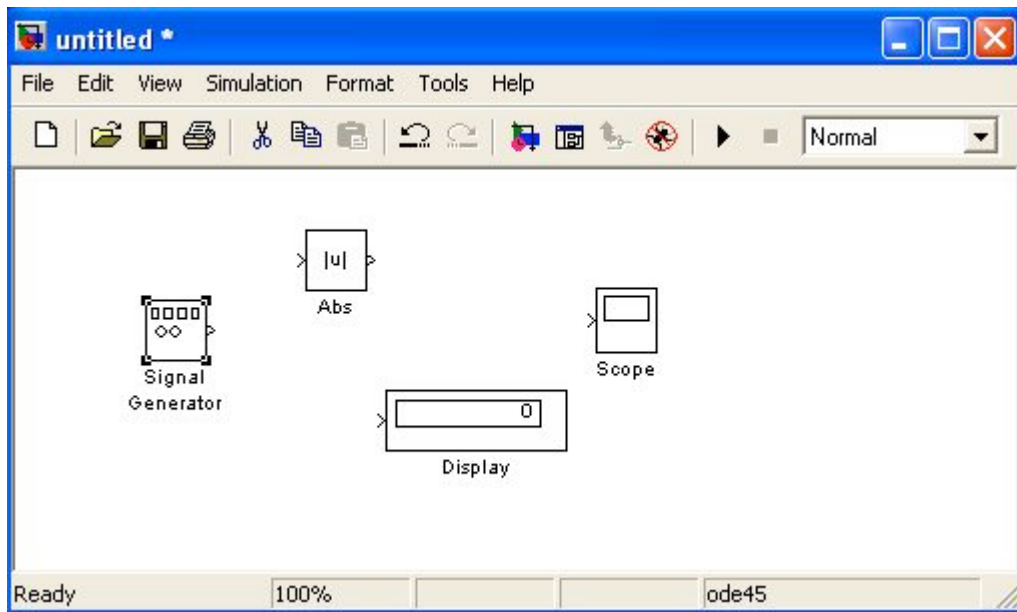 untitled *
File Edit View Simulation Format Tools Help
Normal
|u|
Abs
Signal
Generator
Scope
0
Display
Ready 100% ode45